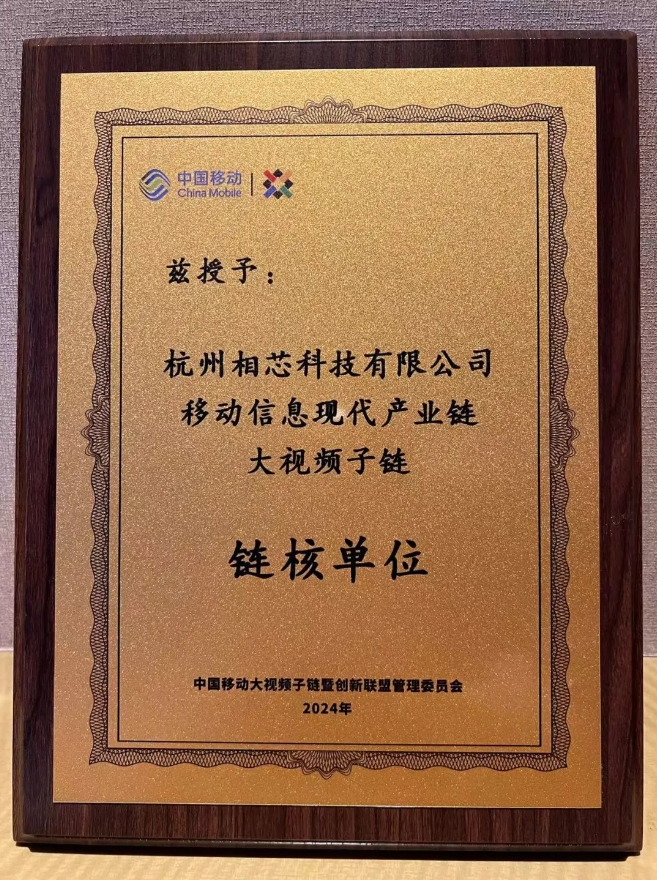 中国移动
China Mobile
兹授予：
杭州相芯科技有限公司
移动信息现代产业链
大视频子链
链核单位
中国移动大视频子链暨创新联盟管理委员会
2024年